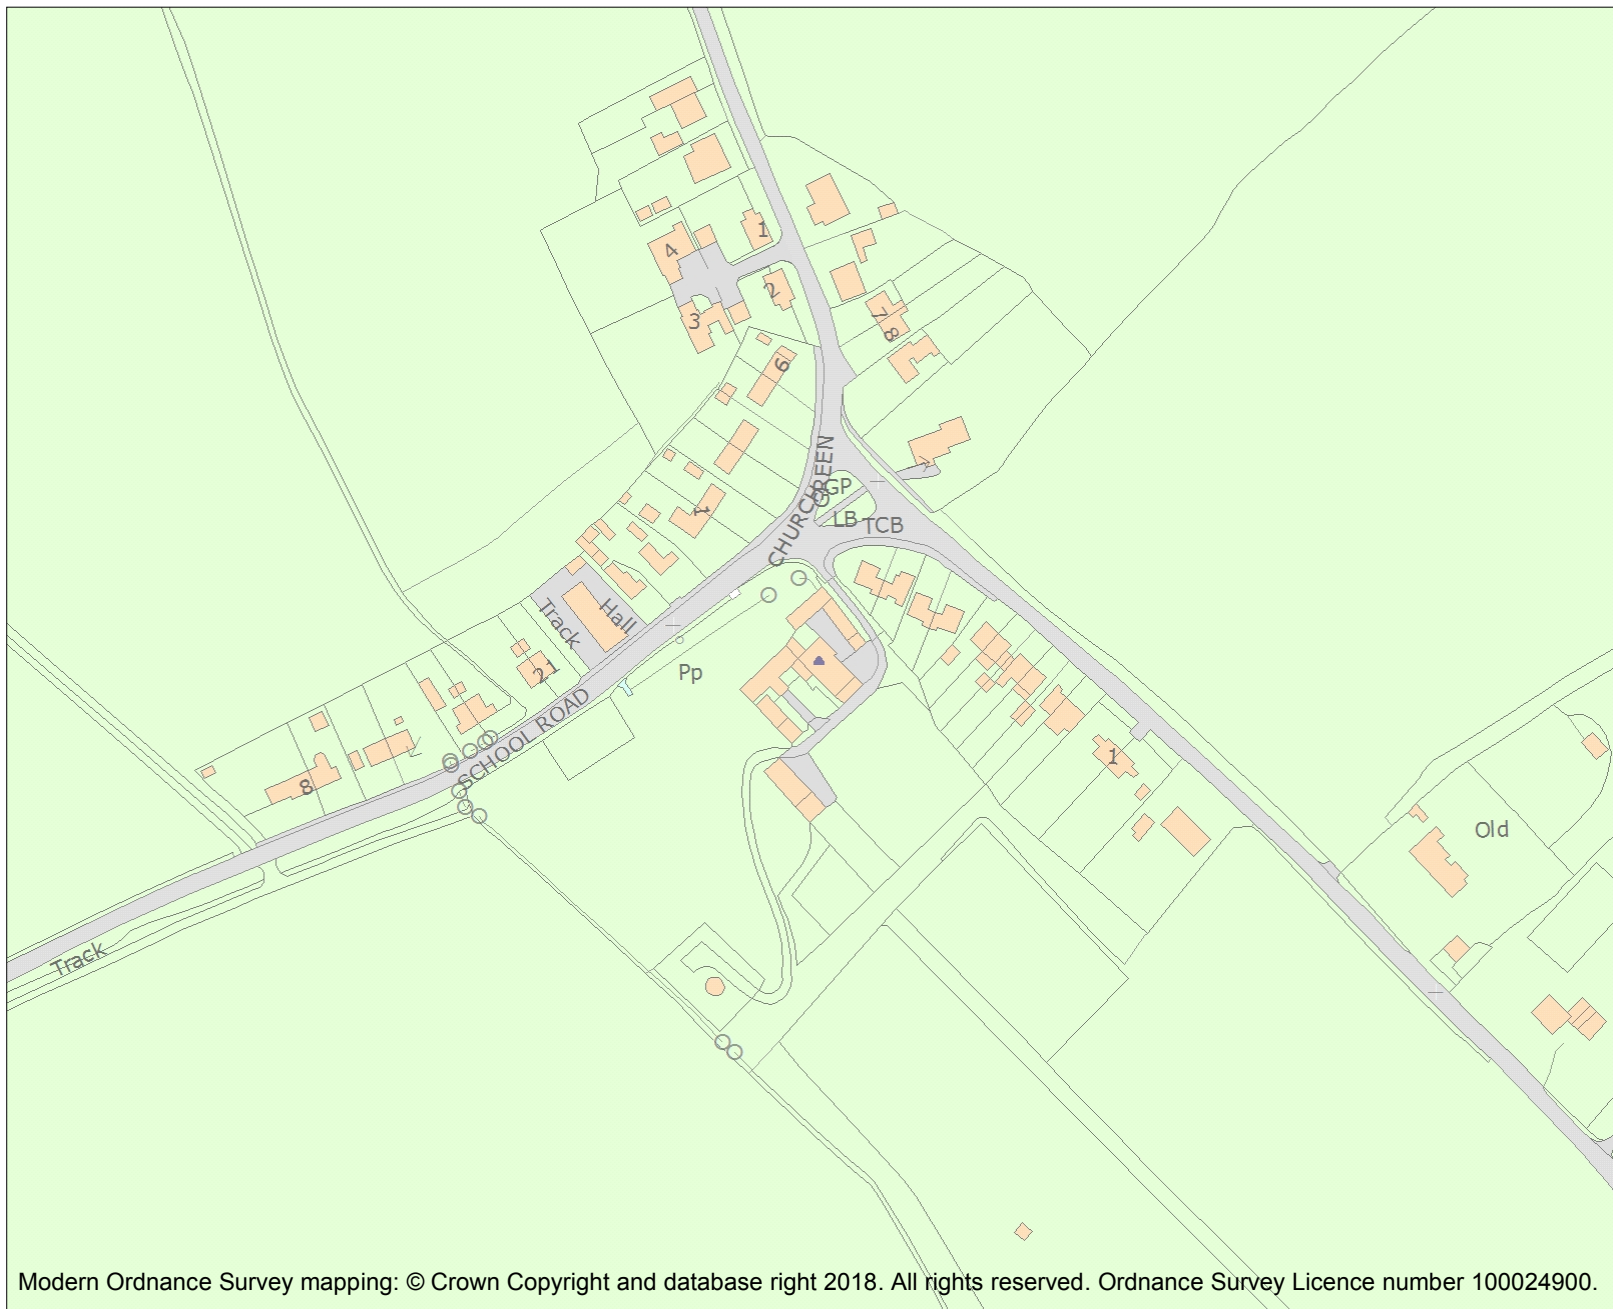 1
4
2
3
7
8
6
CHURCH GREEN
GP
LB
TCB
1
Hall
Track
21
Pp
SCHOOL ROAD
1
8
Old
Track
Modern Ordnance Survey mapping: © Crown Copyright and database right 2018. All rights reserved. Ordnance Survey Licence number 100024900.